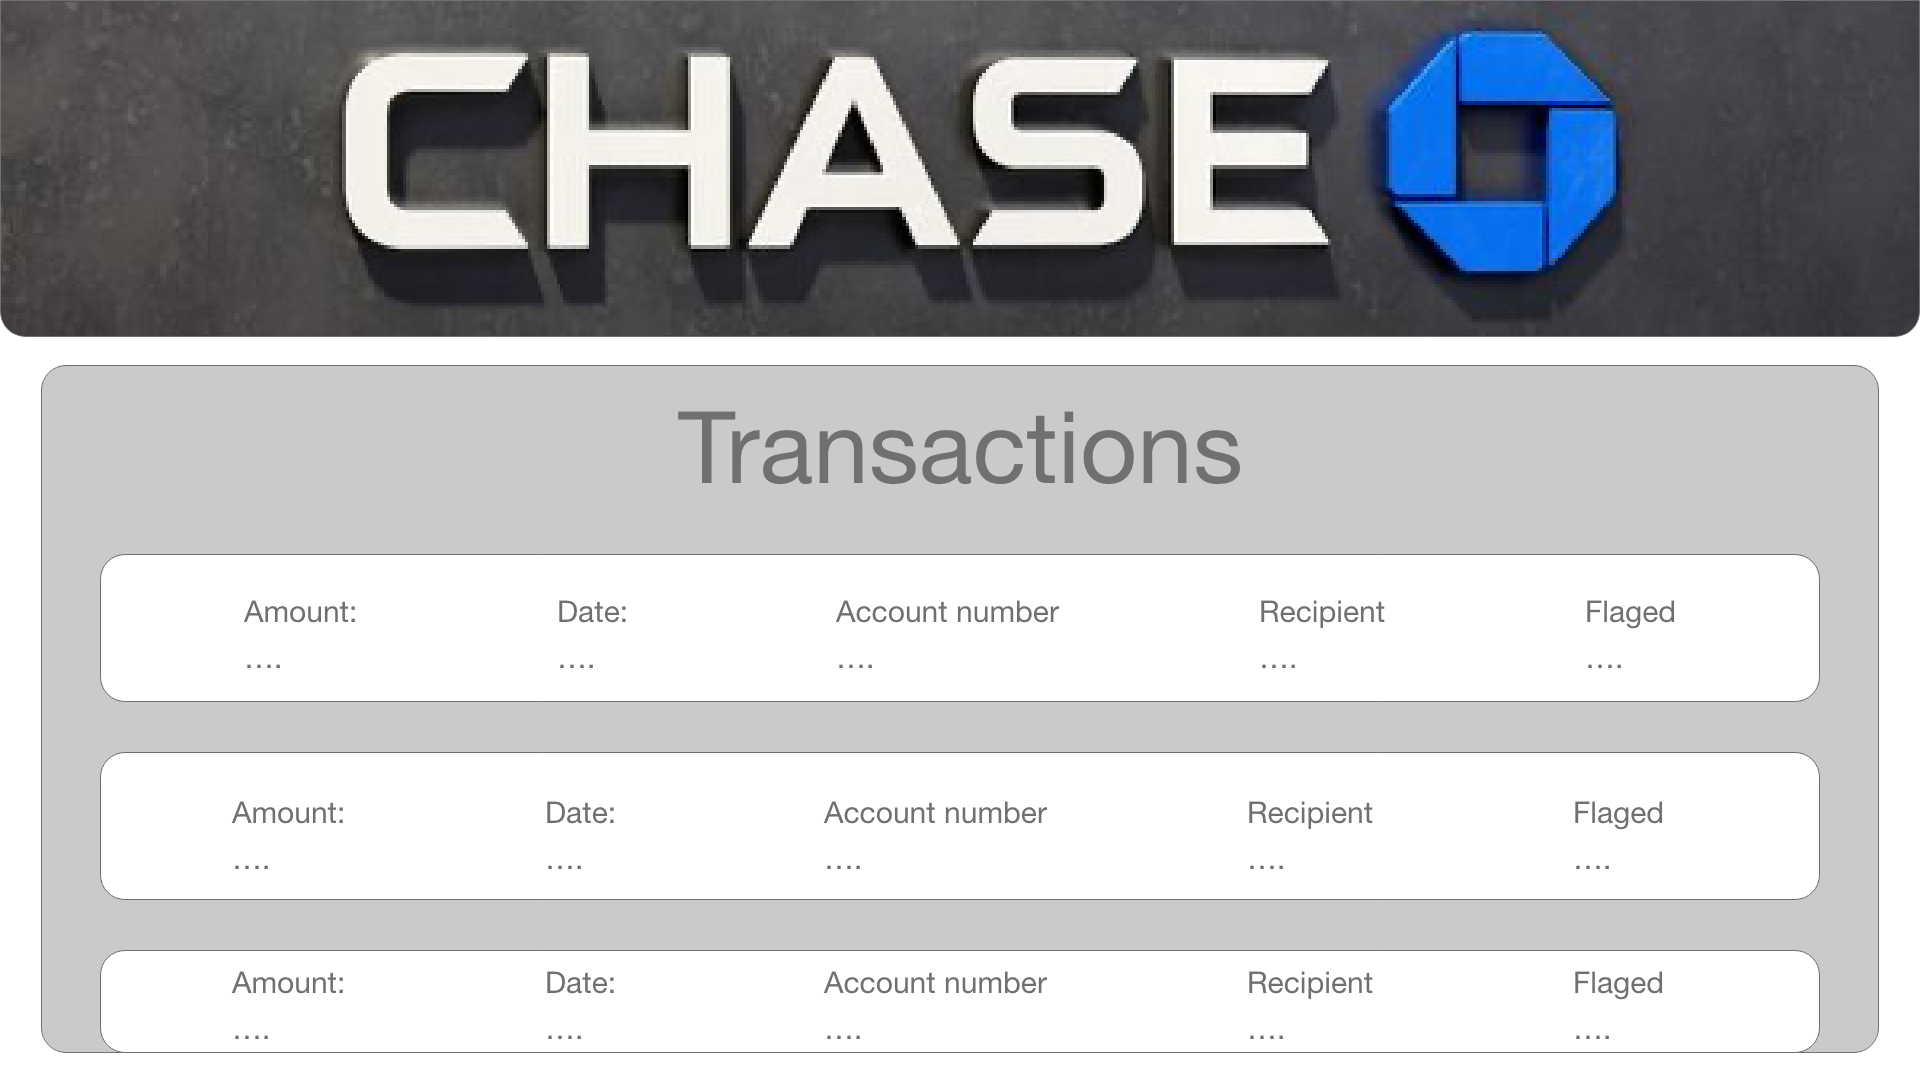 CHASE
Transactions
Amount: Date: Account number Recipient Flaged
.... .... .... .... ....
Amount: Date: Account number Recipient Flaged
.... .... .... .... ....
Amount: Date: Account number Recipient Flaged
.... .... .... .... ....